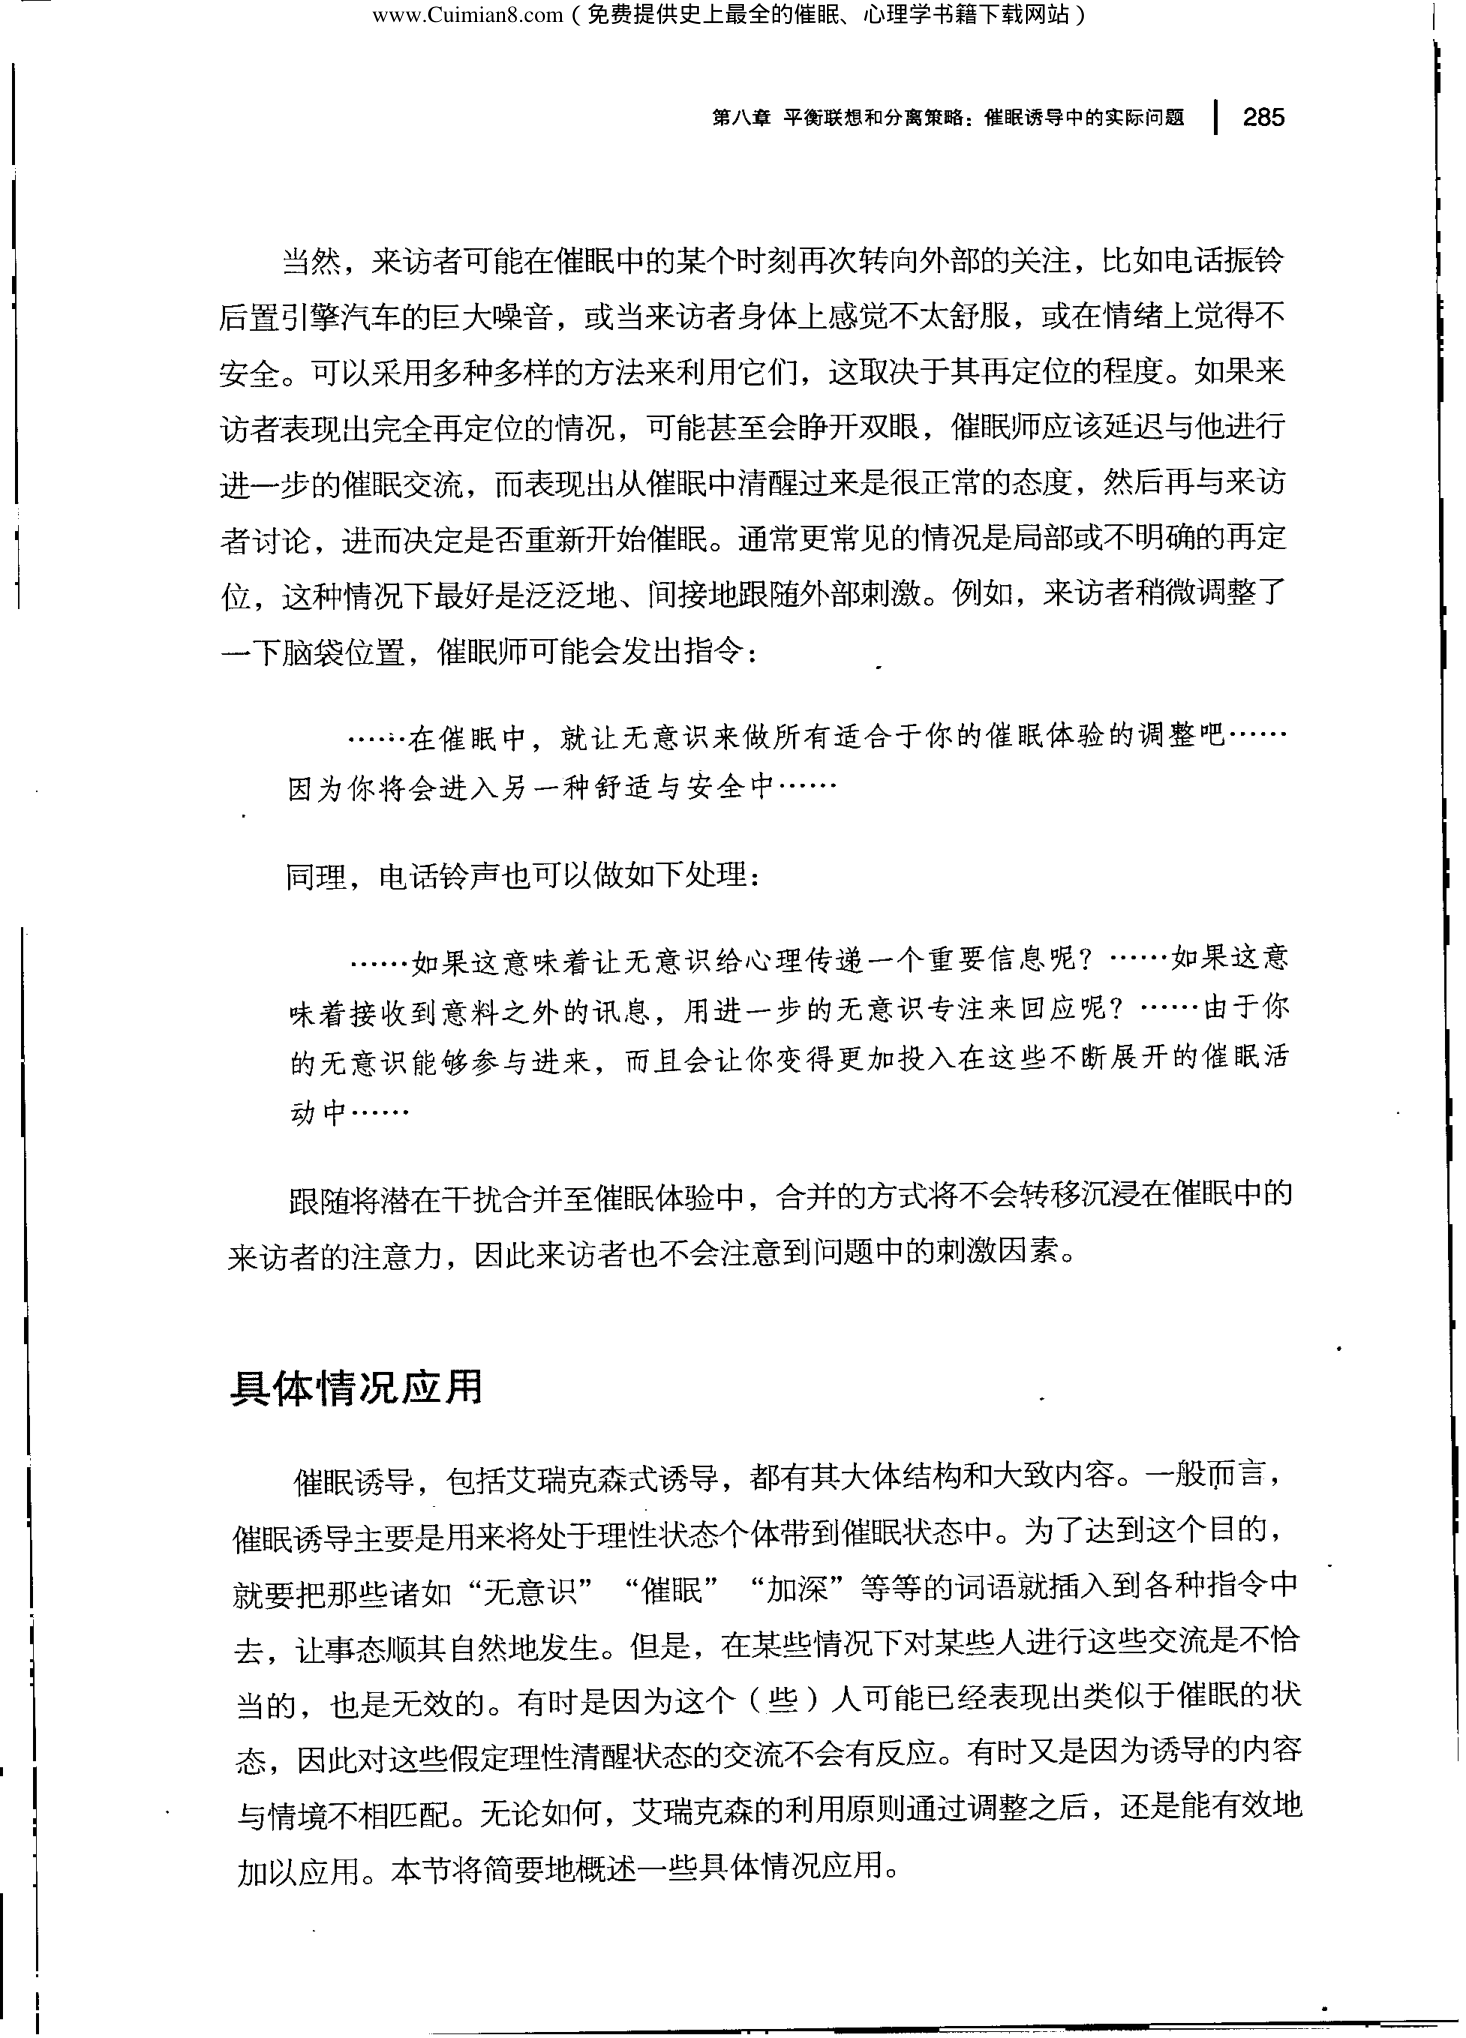 www.Cuimian8.com（免费提供史上最全的催眠、心理学书籍下载网站）
第八章 平衡联想和分离策略：催眠诱导中的实际问题 285
当然，来访者可能在催眠中的某个时刻再次转向外部的关注，比如电话振铃
后置引擎汽车的巨大噪音，或当来访者身体上感觉不太舒服，或在情绪上觉得不
安全。可以采用多种多样的方法来利用它们，这取决于其再定位的程度。如果来
访者表现出完全再定位的情况，可能甚至会睁开双眼，催眠师应该延迟与他进行
进一步的催眠交流，而表现出从催眠中清醒过来是很正常的态度，然后再与来访
者讨论，进而决定是否重新开始催眠。通常更常见的情况是局部或不明确的再定
位，这种情况下最好是泛泛地、间接地跟随外部刺激。例如，来访者稍微调整了
一下脑袋位置，催眠师可能会发出指令：
……在催眠中，就让无意识来做所有适合于你的催眠体验的调整吧……
因为你将会进入另一种舒适与安全中……
同理，电话铃声也可以做如下处理：
……如果这意味着让无意识给心理传递一个重要信息呢？……如果这意
味着接收到意料之外的讯息，用进一步的无意识专注来回应呢？……由于你
的无意识能够参与进来，而且会让你变得更加投入在这些不断展开的催眠活
动中……
跟随将潜在干扰合并至催眠体验中，合并的方式将不会转移沉浸在催眠中的
来访者的注意力，因此来访者也不会注意到问题中的刺激因素。
具体情况应用
催眠诱导，包括艾瑞克森式诱导，都有其大体结构和大致内容。一般而言，
催眠诱导主要是用来将处于理性状态个体带到催眠状态中。为了达到这个目的，
就要把那些诸如“无意识”“催眠”“加深”等等的词语就插入到各种指令中
去，让事态顺其自然地发生。但是，在某些情况下对某些人进行这些交流是不恰
当的，也是无效的。有时是因为这个（些）人可能已经表现出类似于催眠的状
态，因此对这些假定理性清醒状态的交流不会有反应。有时又是因为诱导的内容
与情境不相匹配。无论如何，艾瑞克森的利用原则通过调整之后，还是能有效地
加以应用。本节将简要地概述一些具体情况应用。